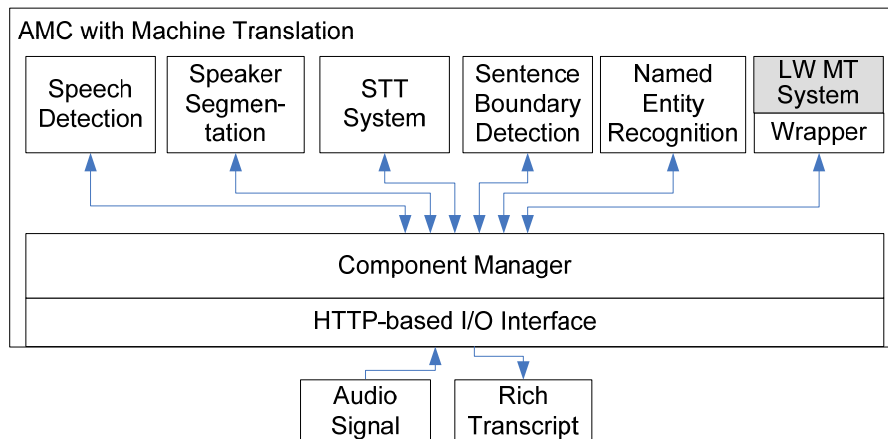 AMC with Machine Translation
Speech
Detection
Speaker
Segmen-
tation
STT
System
Sentence
Boundary
Detection
Named
Entity
Recognition
LW MT
System
Wrapper
Component Manager
HTTP-based I/O Interface
Audio
Signal
Rich
Transcript